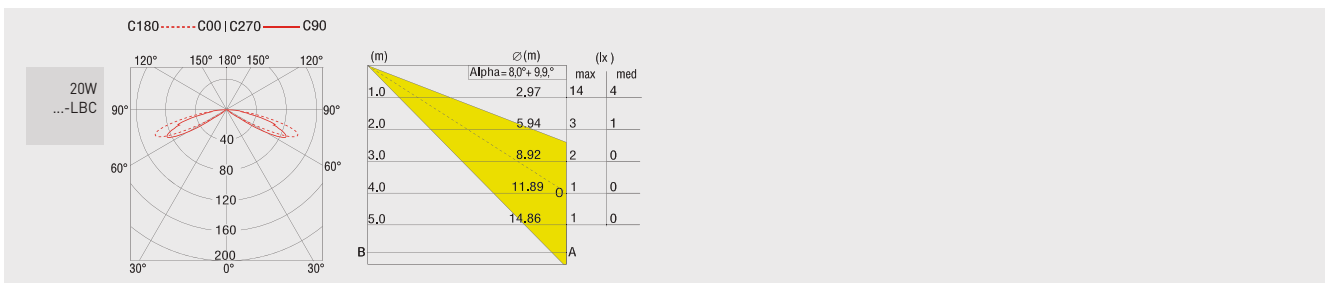 C180 C00 | C270 C90
20W
...-LBC
120° 150° 180° 150° 120°
90° 90°
40
60° 80 60°
120
160
200
30° 0° 30°
(m) ∅(m) (lx )
Alpha=8,0°+ 9,9,° max med
1.0 2.97 14 4
2.0 5.94 3 1
3.0 8.92 2 0
4.0 11.89 O 1 0
5.0 14.86 1 0
B A